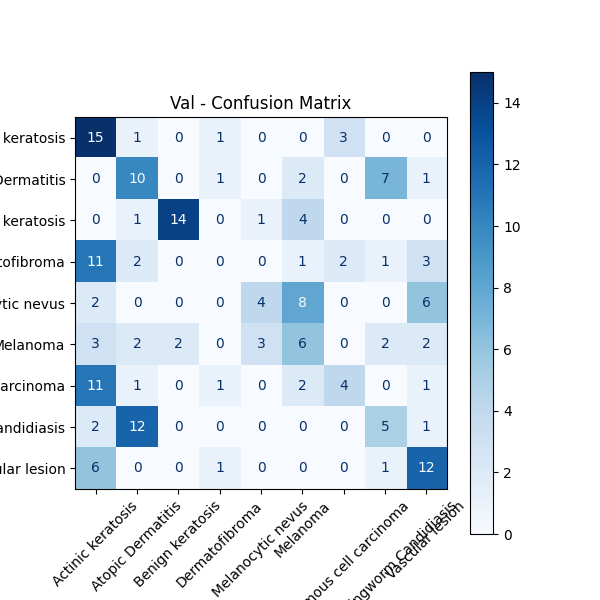 Val - Confusion Matrix
keratosis 15 1 0 1 0 0 3 0 0
Dermatitis 0 10 0 1 0 2 0 7 1
keratosis 0 1 14 0 1 4 0 0 0
tofibroma 11 2 0 0 0 1 2 1 3
ytic nevus 2 0 0 0 4 8 0 0 6
Melanoma 3 2 2 0 3 6 0 2 2
arcinoma 11 1 0 1 0 2 4 0 1
andidiasis 2 12 0 0 0 0 0 5 1
ular lesion 6 0 0 1 0 0 0 1 12
Actinic keratosis
Atopic Dermatitis
Benign keratosis
Dermatofibroma
Melanocytic nevus
Melanoma
mous cell carcinoma
ngworm Candidiasis
Vascular lesion
14
12
10
8
6
4
2
0